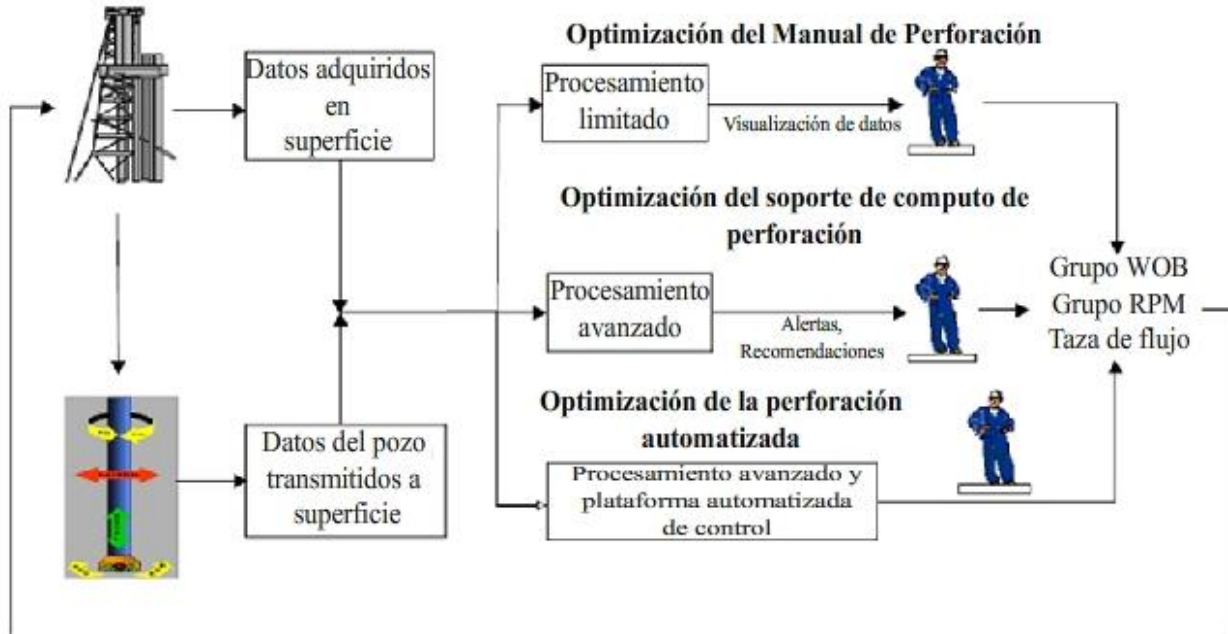 Optimización del Manual de Perforación
Datos adquiridos
en
superficie
Procesamiento
limitado
Visualización de datos
Optimización del soporte de computo de
perforación
Procesamiento
avanzado
Alertas,
Recomendaciones
Grupo WOB
Grupo RPM
Taza de flujo
Optimización de la perforación
automatizada
Datos del pozo
transmitidos a
superficie
Procesamiento avanzado y
plataforma automatizada
de control